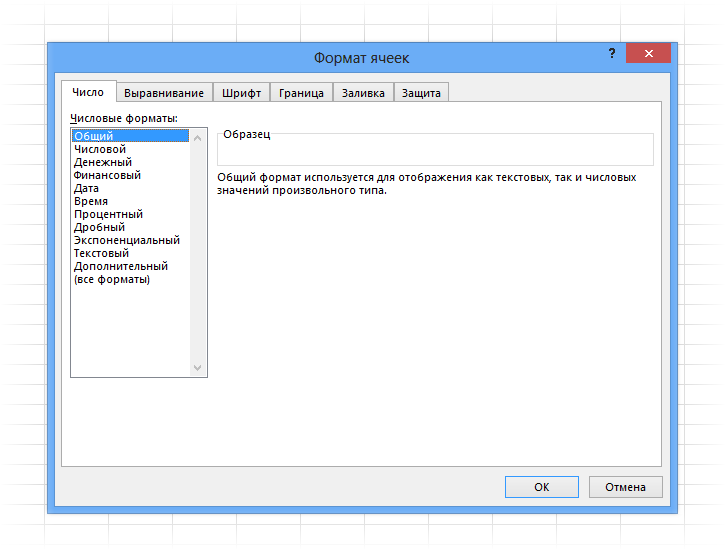 Формат ячеек
?
Число
Выравнивание
Шрифт
Граница
Заливка
Защита
Числовые форматы:
Общий
Числовой
Денежный
Финансовый
Дата
Время
Процентный
Дробный
Экспоненциальный
Текстовый
Дополнительный
(все форматы)
Образец
Общий формат используется для отображения как текстовых, так и числовых
значений произвольного типа.
ОК
Отмена